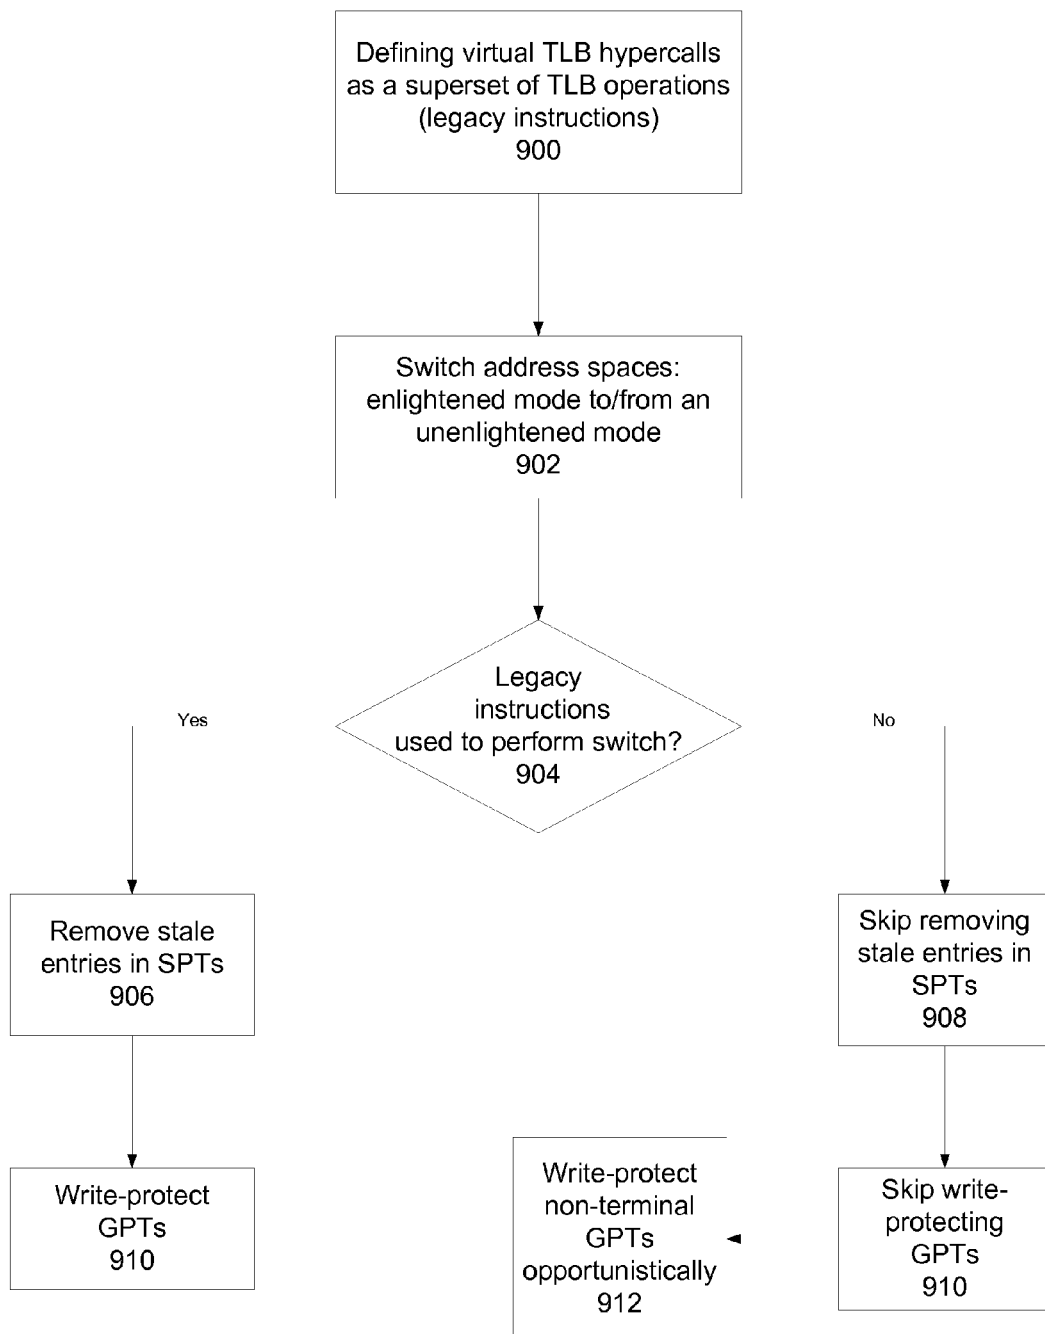 Defining virtual TLB hypercalls
as a superset of TLB operations
(legacy instructions)
900
Switch address spaces:
enlightened mode to/from an
unenlightened mode
902
Legacy
instructions
used to perform switch?
904
Yes
No
Remove stale
entries in SPTs
906
Skip removing
stale entries in
SPTs
908
Write-protect
GPTs
910
Write-protect
non-terminal
GPTs
opportunistically
912
Skip write-
protecting
GPTs
910